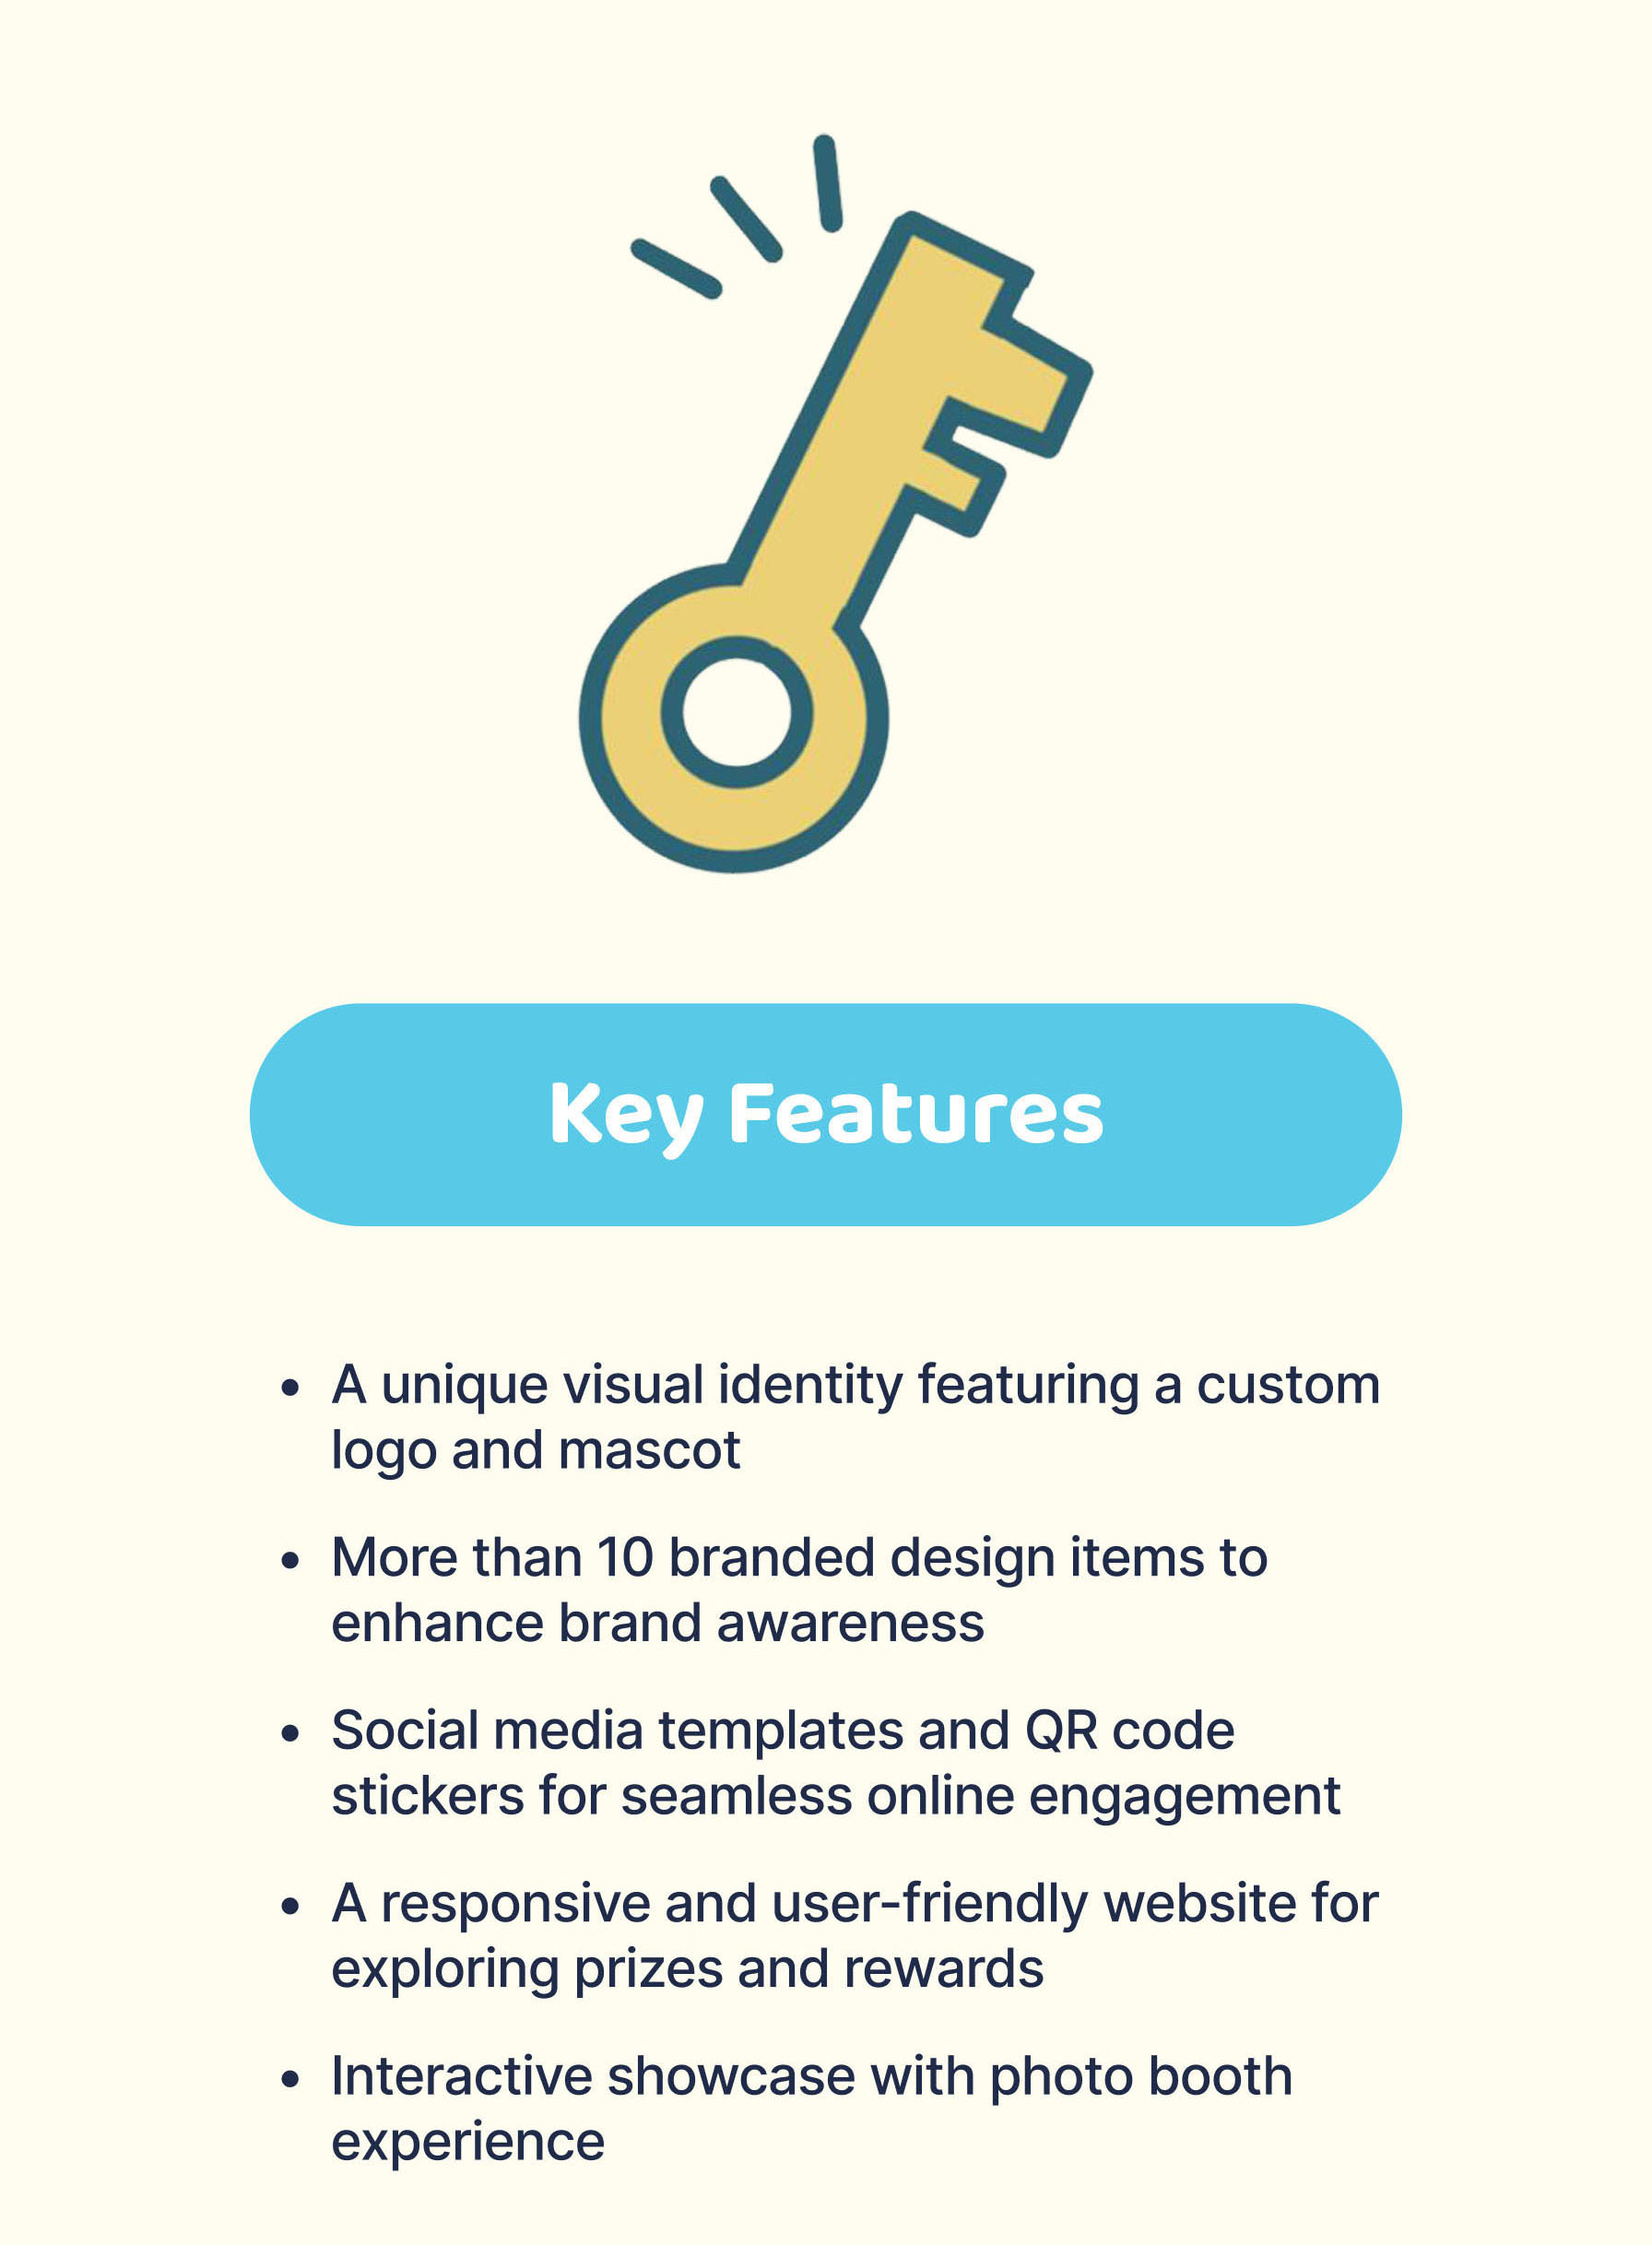 Key Features
• A unique visual identity featuring a custom
logo and mascot
• More than 10 branded design items to
enhance brand awareness
• Social media templates and QR code
stickers for seamless online engagement
• A responsive and user-friendly website for
exploring prizes and rewards
• Interactive showcase with photo booth
experience